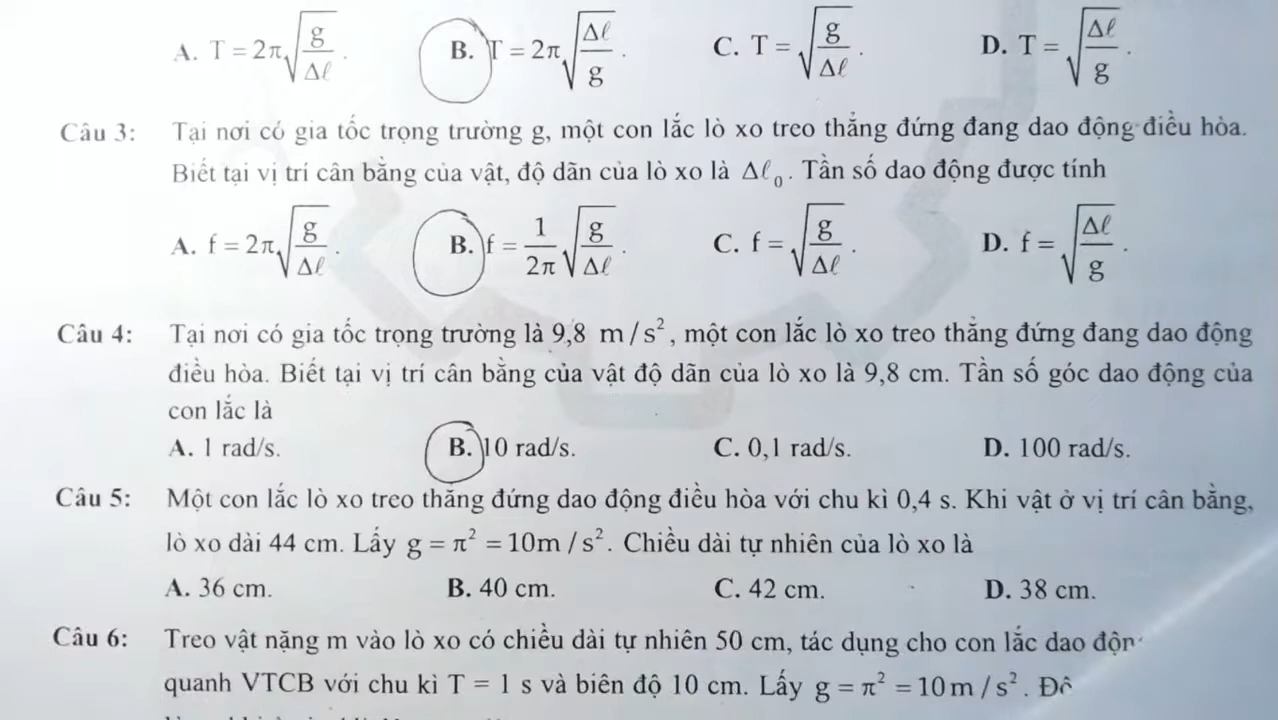 A. T = 2π√(g/Δℓ). B. T = 2π√(Δℓ/g). C. T = √(g/Δℓ). D. T = √(Δℓ/g).
Câu 3: Tại nơi có gia tốc trọng trường g, một con lắc lò xo treo thẳng đứng đang dao động điều hòa.
Biết tại vị trí cân bằng của vật, độ dãn của lò xo là Δℓ₀. Tần số dao động được tính
A. f = 2π√(g/Δℓ). B. f = 1/2π √(g/Δℓ). C. f = √(g/Δℓ). D. f = √(Δℓ/g).
Câu 4: Tại nơi có gia tốc trọng trường là 9,8 m/s², một con lắc lò xo treo thẳng đứng đang dao động
điều hòa. Biết tại vị trí cân bằng của vật độ dãn của lò xo là 9,8 cm. Tần số góc dao động của
con lắc là
A. 1 rad/s. B. 10 rad/s. C. 0,1 rad/s. D. 100 rad/s.
Câu 5: Một con lắc lò xo treo thẳng đứng dao động điều hòa với chu kì 0,4 s. Khi vật ở vị trí cân bằng,
lò xo dài 44 cm. Lấy g = π² = 10m/s². Chiều dài tự nhiên của lò xo là
A. 36 cm. B. 40 cm. C. 42 cm. D. 38 cm.
Câu 6: Treo vật nặng m vào lò xo có chiều dài tự nhiên 50 cm, tác dụng cho con lắc dao
quanh VTCB với chu kì T = 1 s và biên độ 10 cm. Lấy g = π² = 10m/s².